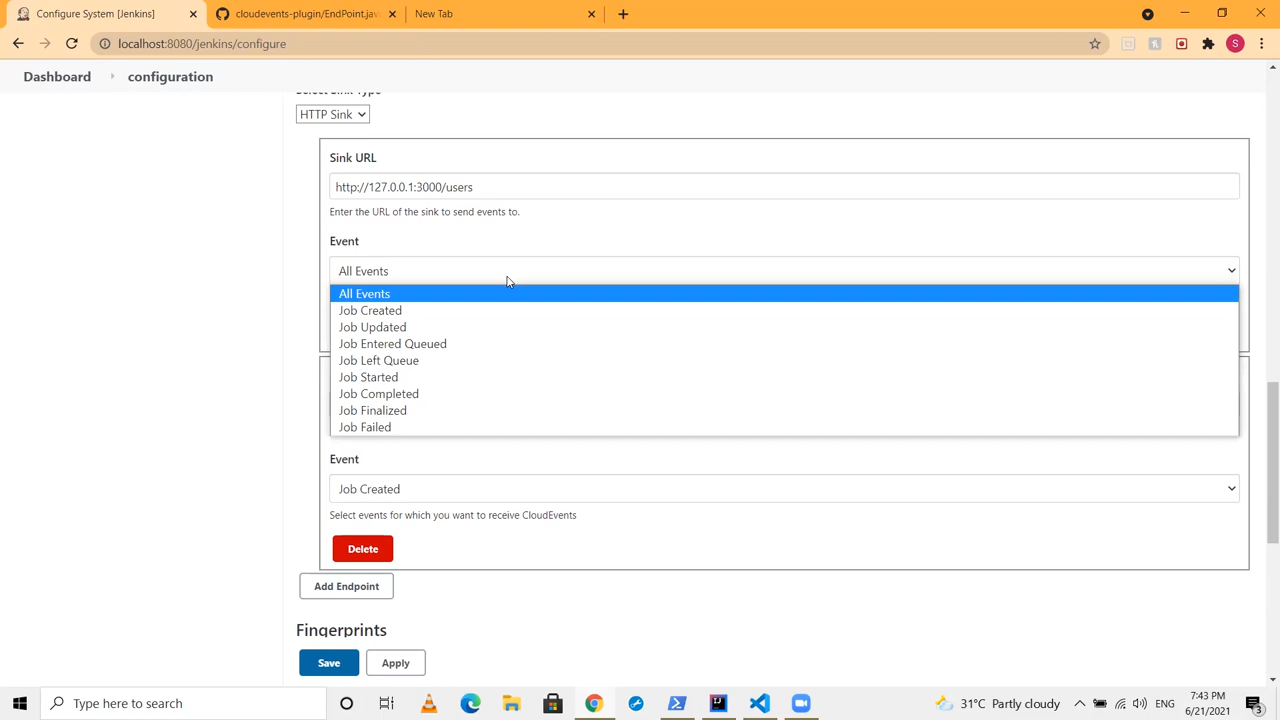 Configure System [Jenkins]
cloudevents-plugin/EndPoint.jav
New Tab
localhost:8080/jenkins/configure
S
Dashboard
configuration
Select Sink Type
HTTP Sink
Sink URL
http://127.0.0.1:3000/users
Enter the URL of the sink to send events to.
Event
All Events
All Events
Job Created
Job Updated
Job Entered Queued
Job Left Queue
Job Started
Job Completed
Job Finalized
Job Failed
Event
Job Created
Select events for which you want to receive CloudEvents
Delete
Add Endpoint
Fingerprints
Save
Apply
Type here to search
31°C Partly cloudy
ENG
7:43 PM
6/21/2021
3